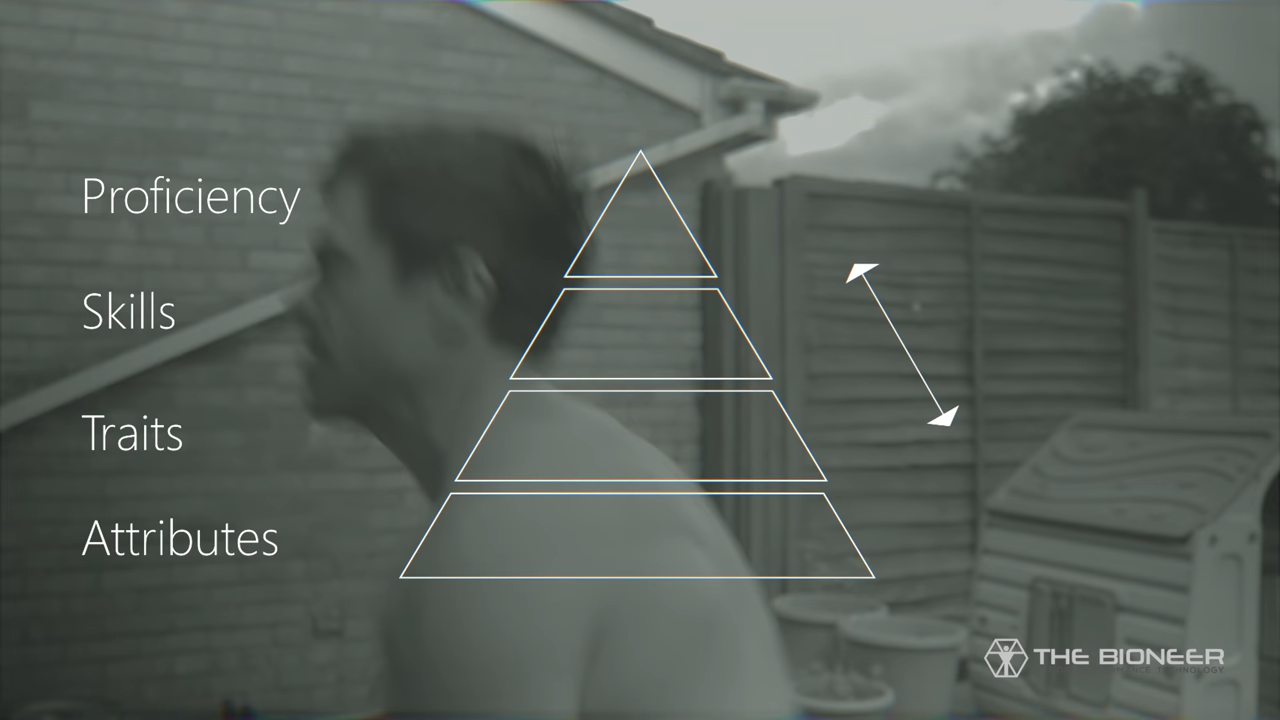 Proficiency
Skills
Traits
Attributes
THE BIONEER